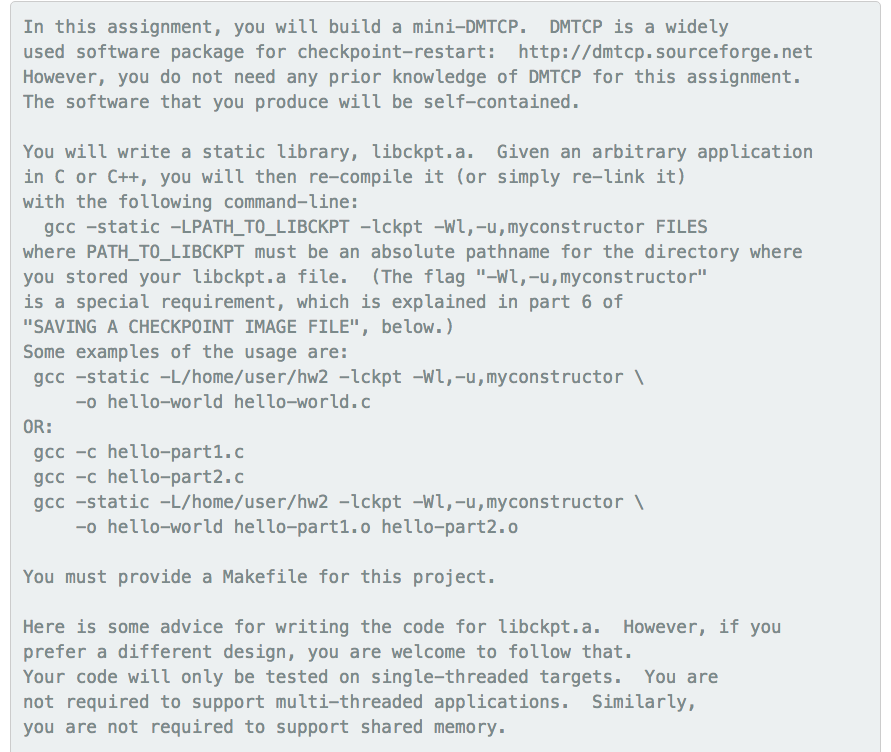 In this assignment, you will build a mini-DMTCP.  DMTCP is a widely
used software package for checkpoint-restart:  http://dmtcp.sourceforge.net
However, you do not need any prior knowledge of DMTCP for this assignment.
The software that you produce will be self-contained.

You will write a static library, libckpt.a.  Given an arbitrary application
in C or C++, you will then re-compile it (or simply re-link it)
with the following command-line:
  gcc -static -LPATH_TO_LIBCKPT -lckpt -Wl,-u,myconstructor FILES
where PATH_TO_LIBCKPT must be an absolute pathname for the directory where
you stored your libckpt.a file.  (The flag "-Wl,-u,myconstructor"
is a special requirement, which is explained in part 6 of
"SAVING A CHECKPOINT IMAGE FILE", below.)
Some examples of the usage are:
 gcc -static -L/home/user/hw2 -lckpt -Wl,-u,myconstructor \
     -o hello-world hello-world.c
OR:
 gcc -c hello-part1.c
 gcc -c hello-part2.c
 gcc -static -L/home/user/hw2 -lckpt -Wl,-u,myconstructor \
     -o hello-world hello-part1.o hello-part2.o

You must provide a Makefile for this project.

Here is some advice for writing the code for libckpt.a.  However, if you
prefer a different design, you are welcome to follow that.
Your code will only be tested on single-threaded targets.  You are
not required to support multi-threaded applications.  Similarly,
you are not required to support shared memory.